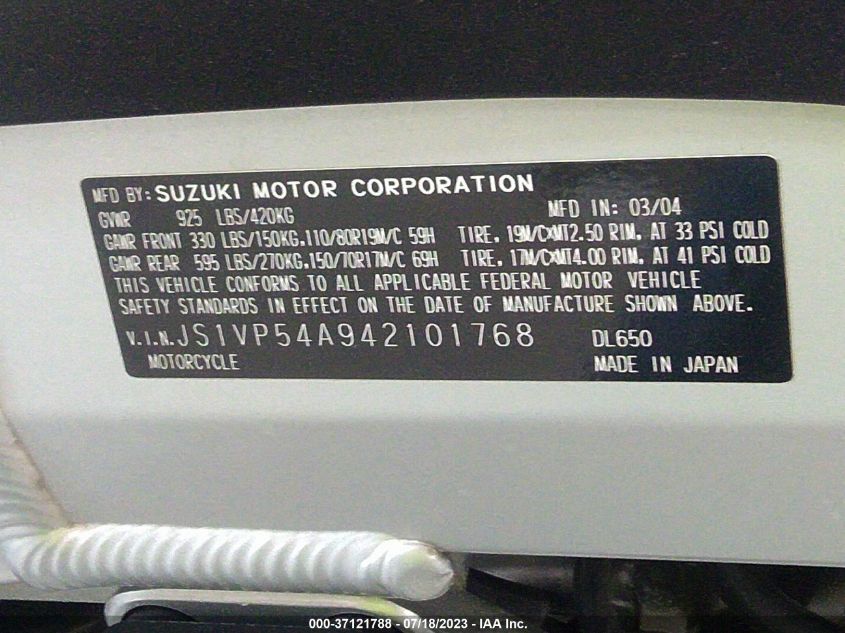 MFD BY: SUZUKI MOTOR CORPORATION
GVWR 925 LBS/420KG MFD IN: 03/04
GAWR FRONT 330 LBS/150KG.110/80R19M/C 59H TIRE, 19M/CXMT2.50 RIM, AT 33 PSI COLD
GAWR REAR 595 LBS/270KG.150/70R17M/C 69H TIRE, 17M/CXMT4.00 RIM, AT 41 PSI COLD
THIS VEHICLE CONFORMS TO ALL APPLICABLE FEDERAL MOTOR VEHICLE
SAFETY STANDARDS IN EFFECT ON THE DATE OF MANUFACTURE SHOWN ABOVE.
V.I.N. JS1VP54A942101768 DL650
MOTORCYCLE MADE IN JAPAN
000-37121788 - 07/18/2023 - IAA Inc.